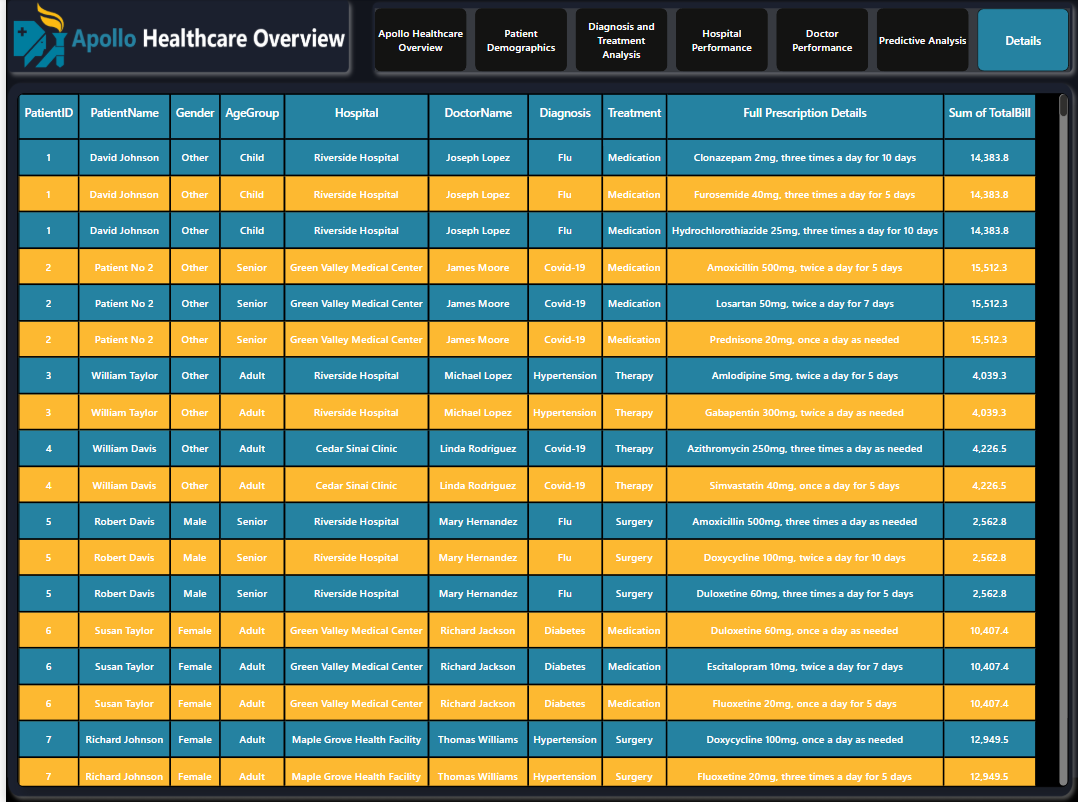 Apollo Healthcare Overview
Apollo Healthcare Overview
Patient Demographics
Diagnosis and Treatment Analysis
Hospital Performance
Doctor Performance
Predictive Analysis
Details
PatientID PatientName Gender AgeGroup Hospital DoctorName Diagnosis Treatment Full Prescription Details Sum of TotalBill
1 David Johnson Other Child Riverside Hospital Joseph Lopez Flu Medication Clonazepam 2mg, three times a day for 10 days 14,383.8
1 David Johnson Other Child Riverside Hospital Joseph Lopez Flu Medication Furosemide 40mg, three times a day for 5 days 14,383.8
1 David Johnson Other Child Riverside Hospital Joseph Lopez Flu Medication Hydrochlorothiazide 25mg, three times a day for 10 days 14,383.8
2 Patient No 2 Other Senior Green Valley Medical Center James Moore Covid-19 Medication Amoxicillin 500mg, twice a day for 5 days 15,512.3
2 Patient No 2 Other Senior Green Valley Medical Center James Moore Covid-19 Medication Losartan 50mg, twice a day for 7 days 15,512.3
2 Patient No 2 Other Senior Green Valley Medical Center James Moore Covid-19 Medication Prednisone 20mg, once a day as needed 15,512.3
3 William Taylor Other Adult Riverside Hospital Michael Lopez Hypertension Therapy Amlodipine 5mg, twice a day for 5 days 4,039.3
3 William Taylor Other Adult Riverside Hospital Michael Lopez Hypertension Therapy Gabapentin 300mg, twice a day as needed 4,039.3
4 William Davis Other Adult Cedar Sinai Clinic Linda Rodriguez Covid-19 Therapy Azithromycin 250mg, three times a day as needed 4,226.5
4 William Davis Other Adult Cedar Sinai Clinic Linda Rodriguez Covid-19 Therapy Simvastatin 40mg, once a day for 5 days 4,226.5
5 Robert Davis Male Senior Riverside Hospital Mary Hernandez Flu Surgery Amoxicillin 500mg, three times a day as needed 2,562.8
5 Robert Davis Male Senior Riverside Hospital Mary Hernandez Flu Surgery Doxycycline 100mg, twice a day for 10 days 2,562.8
5 Robert Davis Male Senior Riverside Hospital Mary Hernandez Flu Surgery Duloxetine 60mg, three times a day for 5 days 2,562.8
6 Susan Taylor Female Adult Green Valley Medical Center Richard Jackson Diabetes Medication Duloxetine 60mg, once a day as needed 10,407.4
6 Susan Taylor Female Adult Green Valley Medical Center Richard Jackson Diabetes Medication Escitalopram 10mg, twice a day for 7 days 10,407.4
6 Susan Taylor Female Adult Green Valley Medical Center Richard Jackson Diabetes Medication Fluoxetine 20mg, once a day for 5 days 10,407.4
7 Richard Johnson Female Adult Maple Grove Health Facility Thomas Williams Hypertension Surgery Doxycycline 100mg, once a day as needed 12,949.5
7 Richard Johnson Female Adult Maple Grove Health Facility Thomas Williams Hypertension Surgery Fluoxetine 20mg, three times a day for 5 days 12,949.5